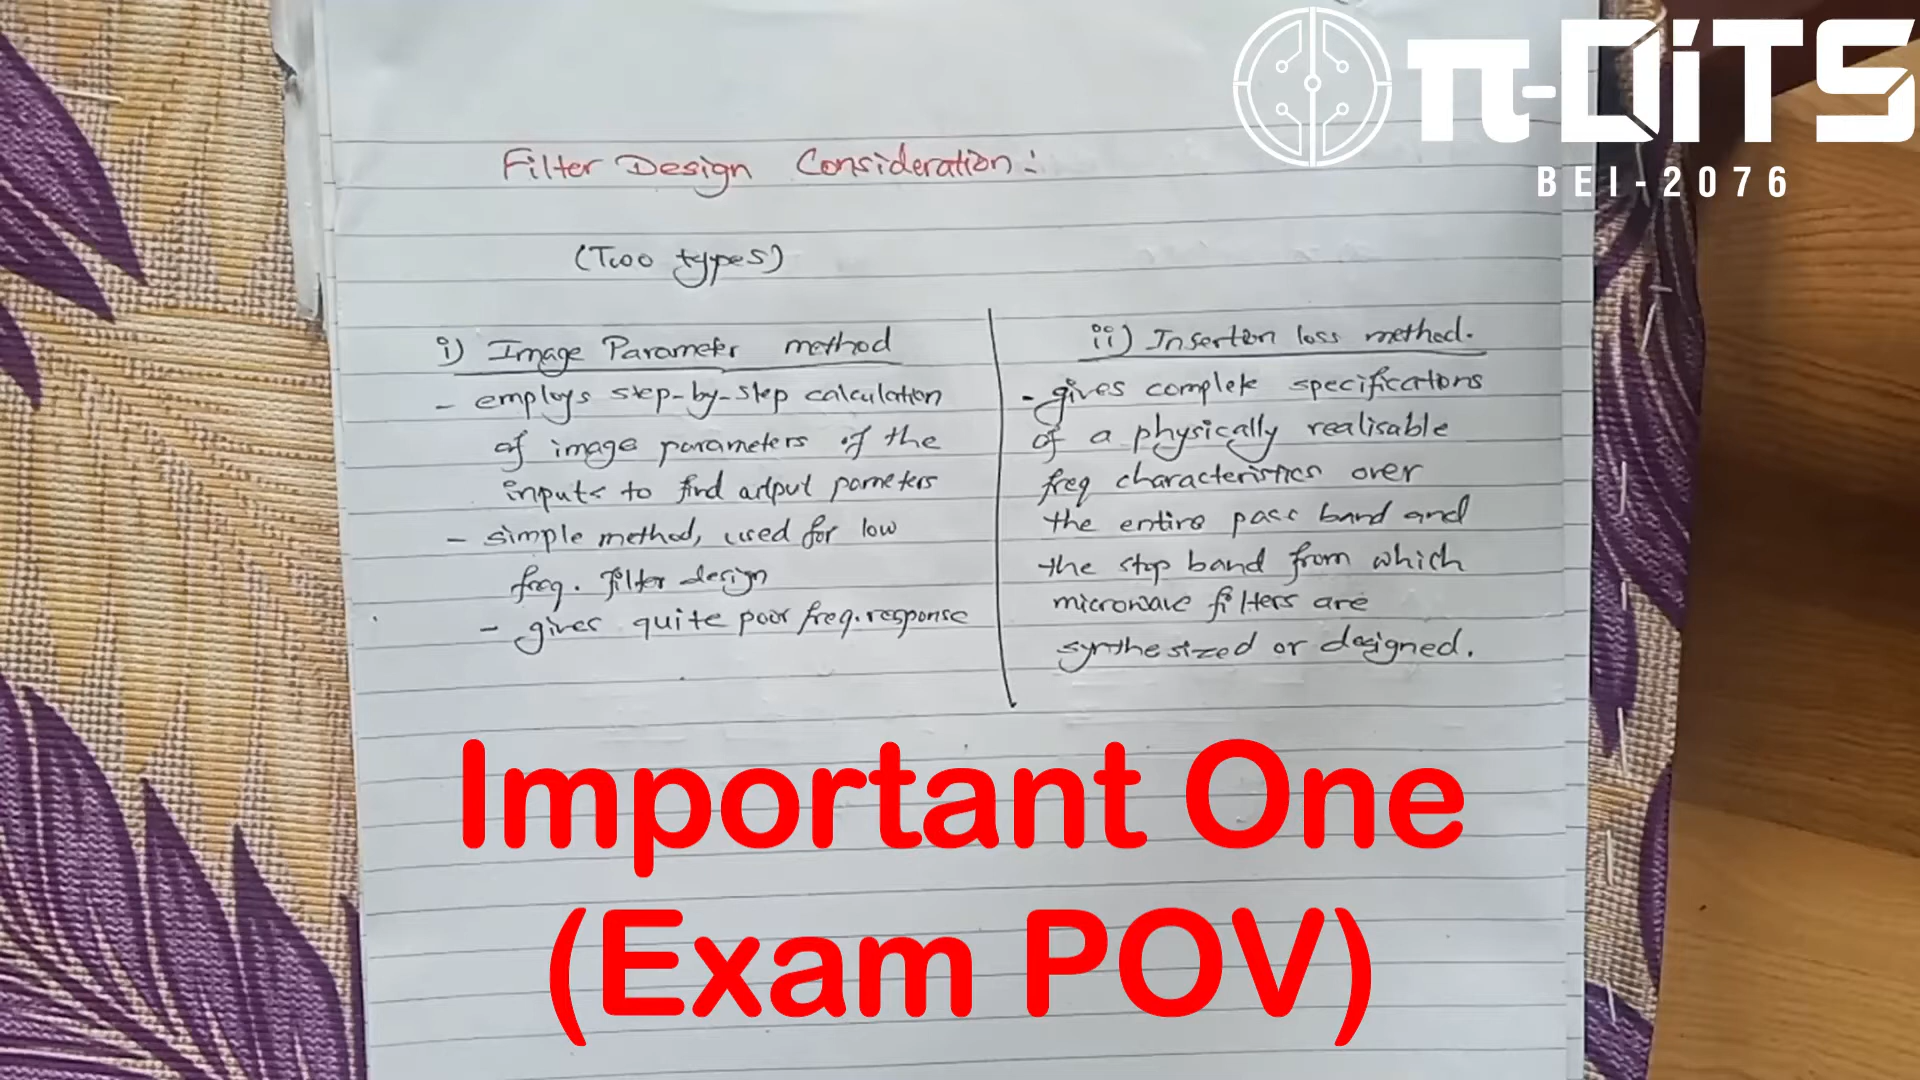 π-DiTS
BEI-2076
Filter Design Consideration:
(Two types)
i) Image Parameter method
- employs step-by-step calculation
of image parameters of the
inputs to find output pameters
- simple method, used for low
freq. filter design
- gives quite poor freq. response
ii) Insertion loss method.
- gives complete specifications
of a physically realisable
freq characteristics over
the entire pass band and
the stop band from which
microwave filters are
synthesized or designed.
Important One
(Exam POV)